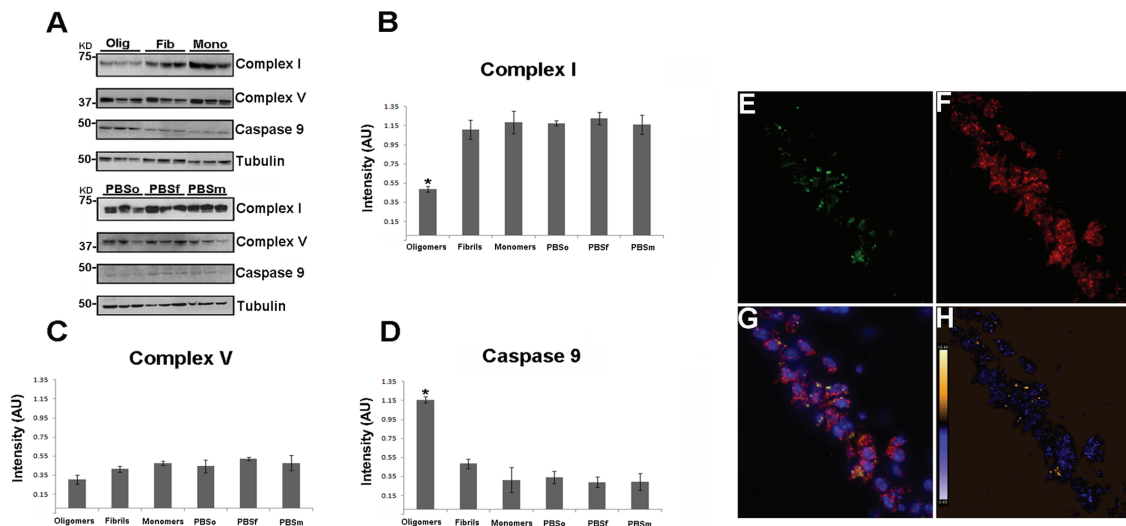 A
KD
Olig Fib Mono
75
Complex I
37
Complex V
50
Caspase 9
50
Tubulin
KD
PBSo PBSf PBSm
75
Complex I
37
Complex V
50
Caspase 9
50
Tubulin
B
Complex I
Intensity (AU)
1.35
1.15
0.95
0.75
0.55
0.35
0.15
*
Oligomers Fibrils Monomers PBSo PBSf PBSm
C
Complex V
Intensity (AU)
1.35
1.15
0.95
0.75
0.55
0.35
0.15
Oligomers Fibrils Monomers PBSo PBSf PBSm
D
Caspase 9
Intensity (AU)
1.35
1.15
0.95
0.75
0.55
0.35
0.15
*
Oligomers Fibrils Monomers PBSo PBSf PBSm
E
F
G
H